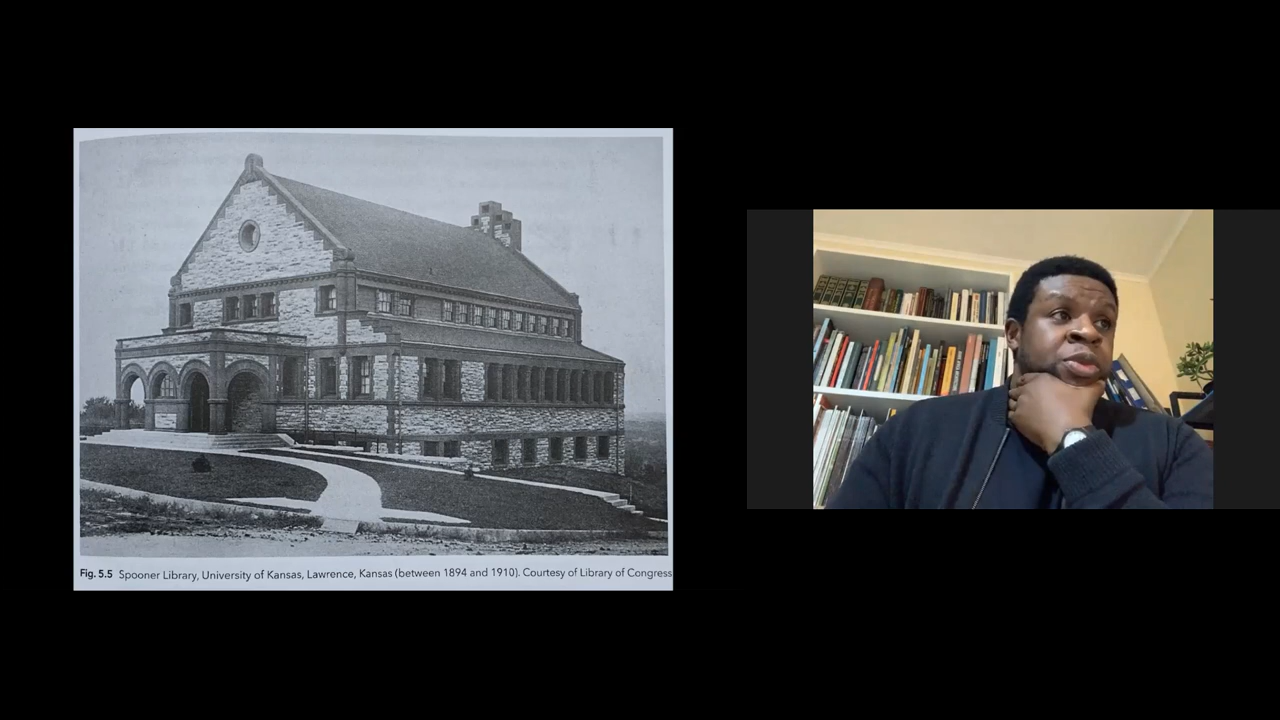 Fig. 5.5 Spooner Library, University of Kansas, Lawrence, Kansas (between 1894 and 1910). Courtesy of Library of Congress